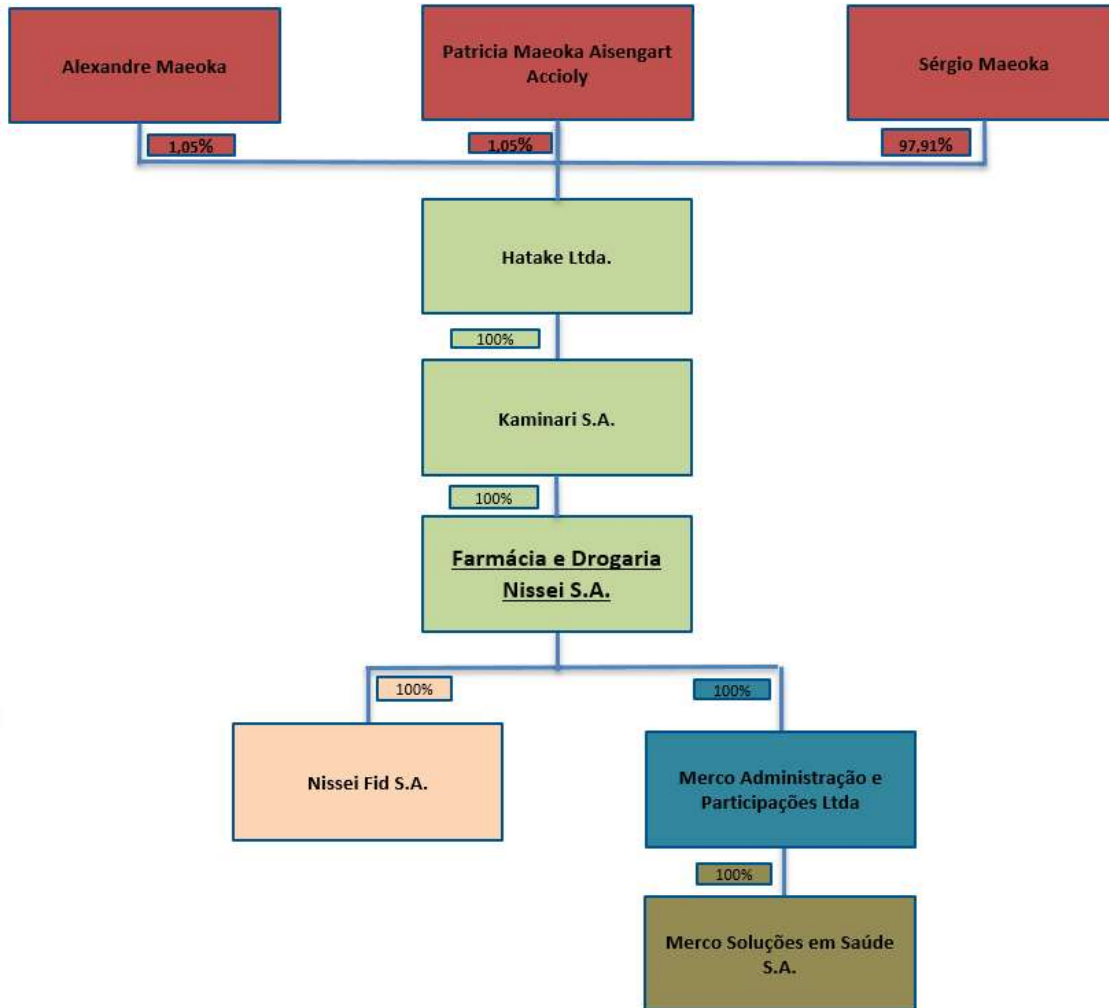 Alexandre Maeoka
Patricia Maeoka Aisengart
Accioly
Sérgio Maeoka
1,05%
1,05%
97,91%
Hatake Ltda.
100%
Kaminari S.A.
100%
Farmácia e Drogaria
Nissei S.A.
100%
100%
Nissei Fid S.A.
Merco Administração e
Participações Ltda
100%
Merco Soluções em Saúde
S.A.